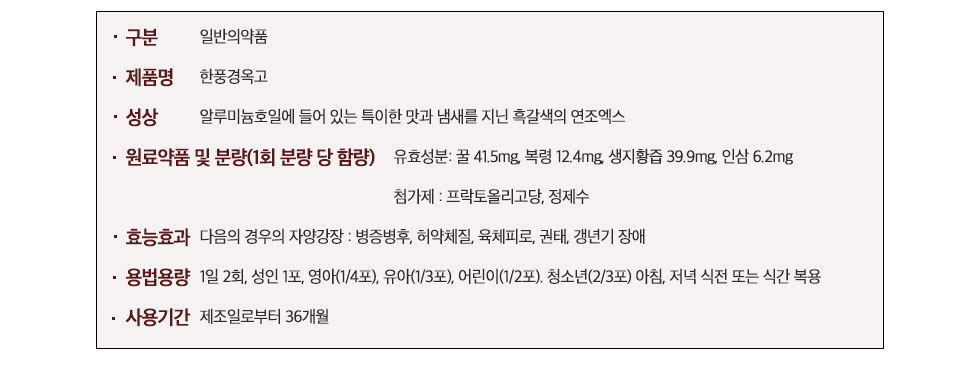 · 구분 일반의약품
· 제품명 한풍경옥고
· 성상 알루미늄호일에 들어 있는 특이한 맛과 냄새를 지닌 흑갈색의 연조엑스
· 원료약품 및 분량(1회 분량 당 함량) 유효성분: 꿀 41.5mg, 복령 12.4mg, 생지황즙 39.9mg, 인삼 6.2mg
첨가제 : 프락토올리고당, 정제수
· 효능효과 다음의 경우의 자양강장 : 병증병후, 허약체질, 육체피로, 권태, 갱년기 장애
· 용법용량 1일 2회, 성인 1포, 영아(1/4포), 유아(1/3포), 어린이(1/2포). 청소년(2/3포) 아침, 저녁 식전 또는 식간 복용
· 사용기간 제조일로부터 36개월